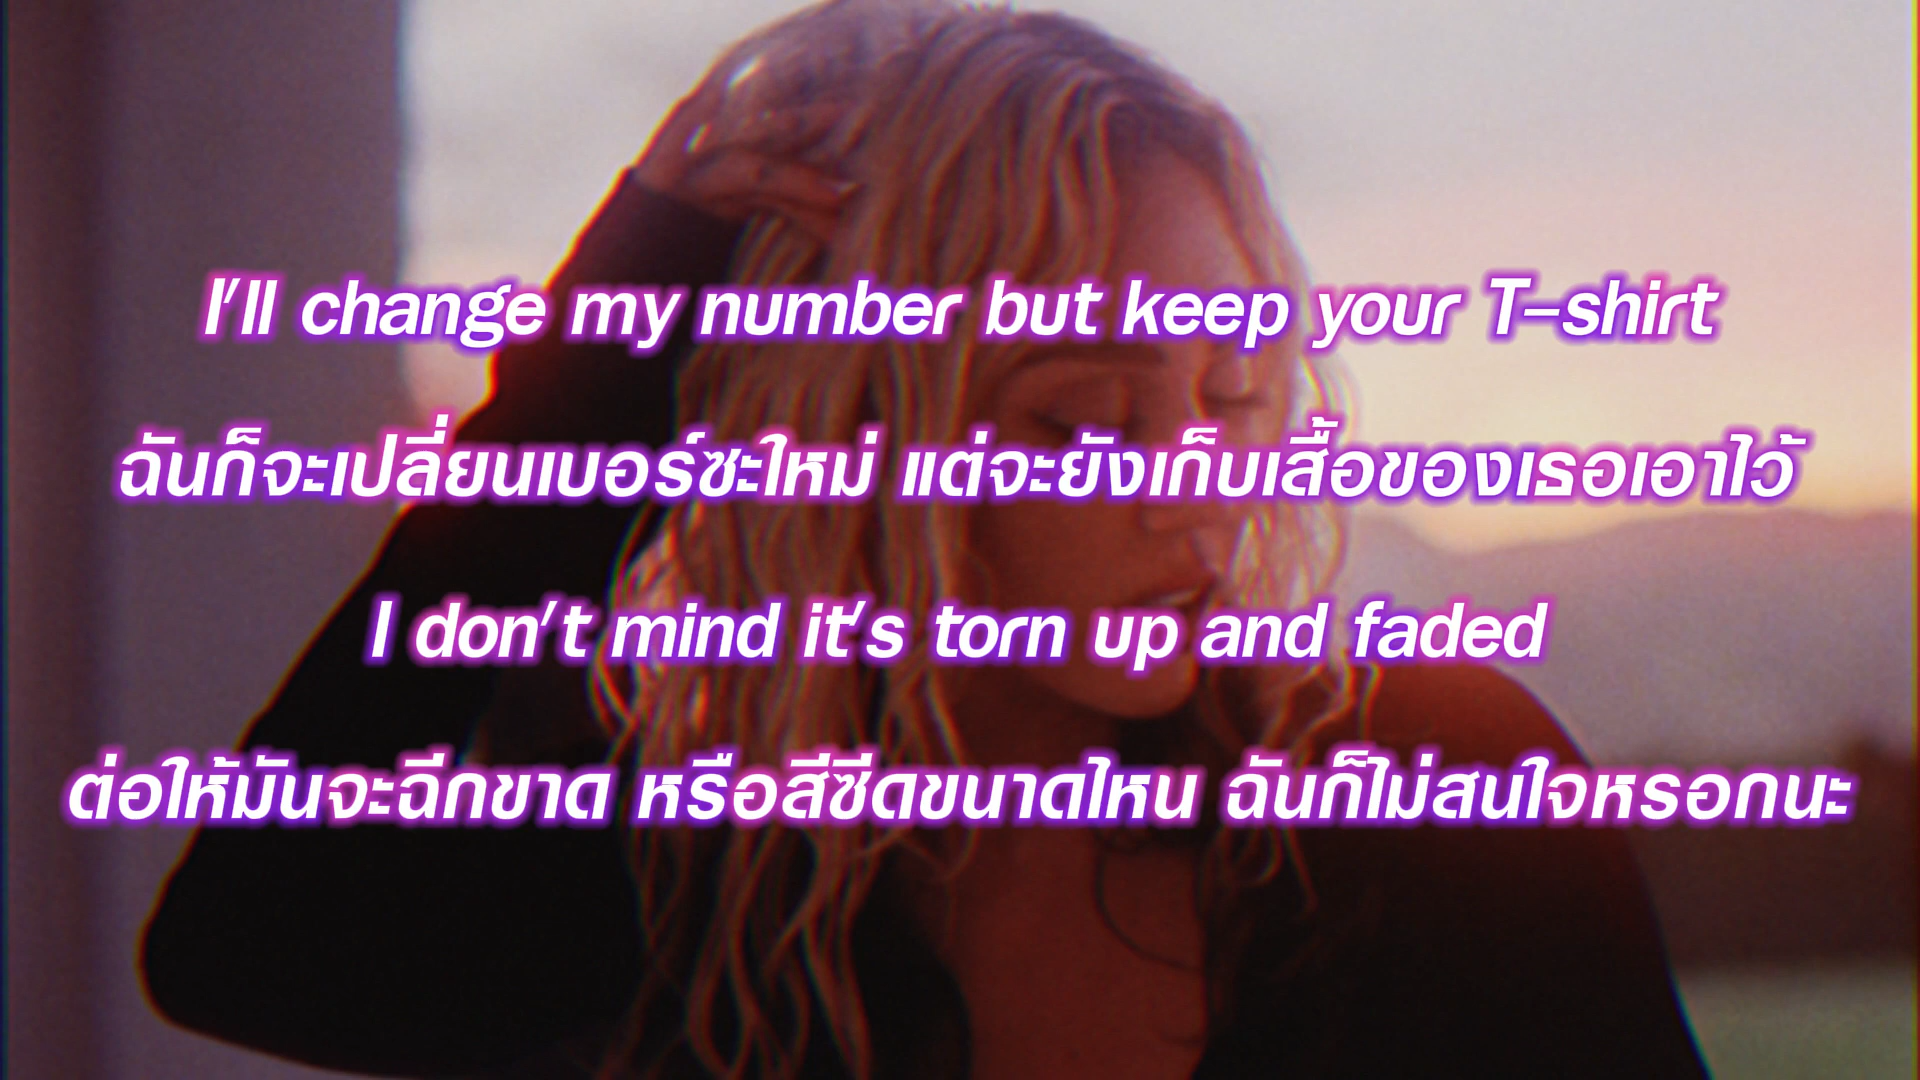 I'll change my number but keep your T-shirt
ฉันก็จะเปลี่ยนเบอร์ซะใหม่ แต่จะยังเก็บเสื้อของเธอเอาไว้
I don't mind it's torn up and faded
ต่อให้มันจะฉีกขาด หรือสีซีดขนาดไหน ฉันก็ไม่สนใจหรอกนะ